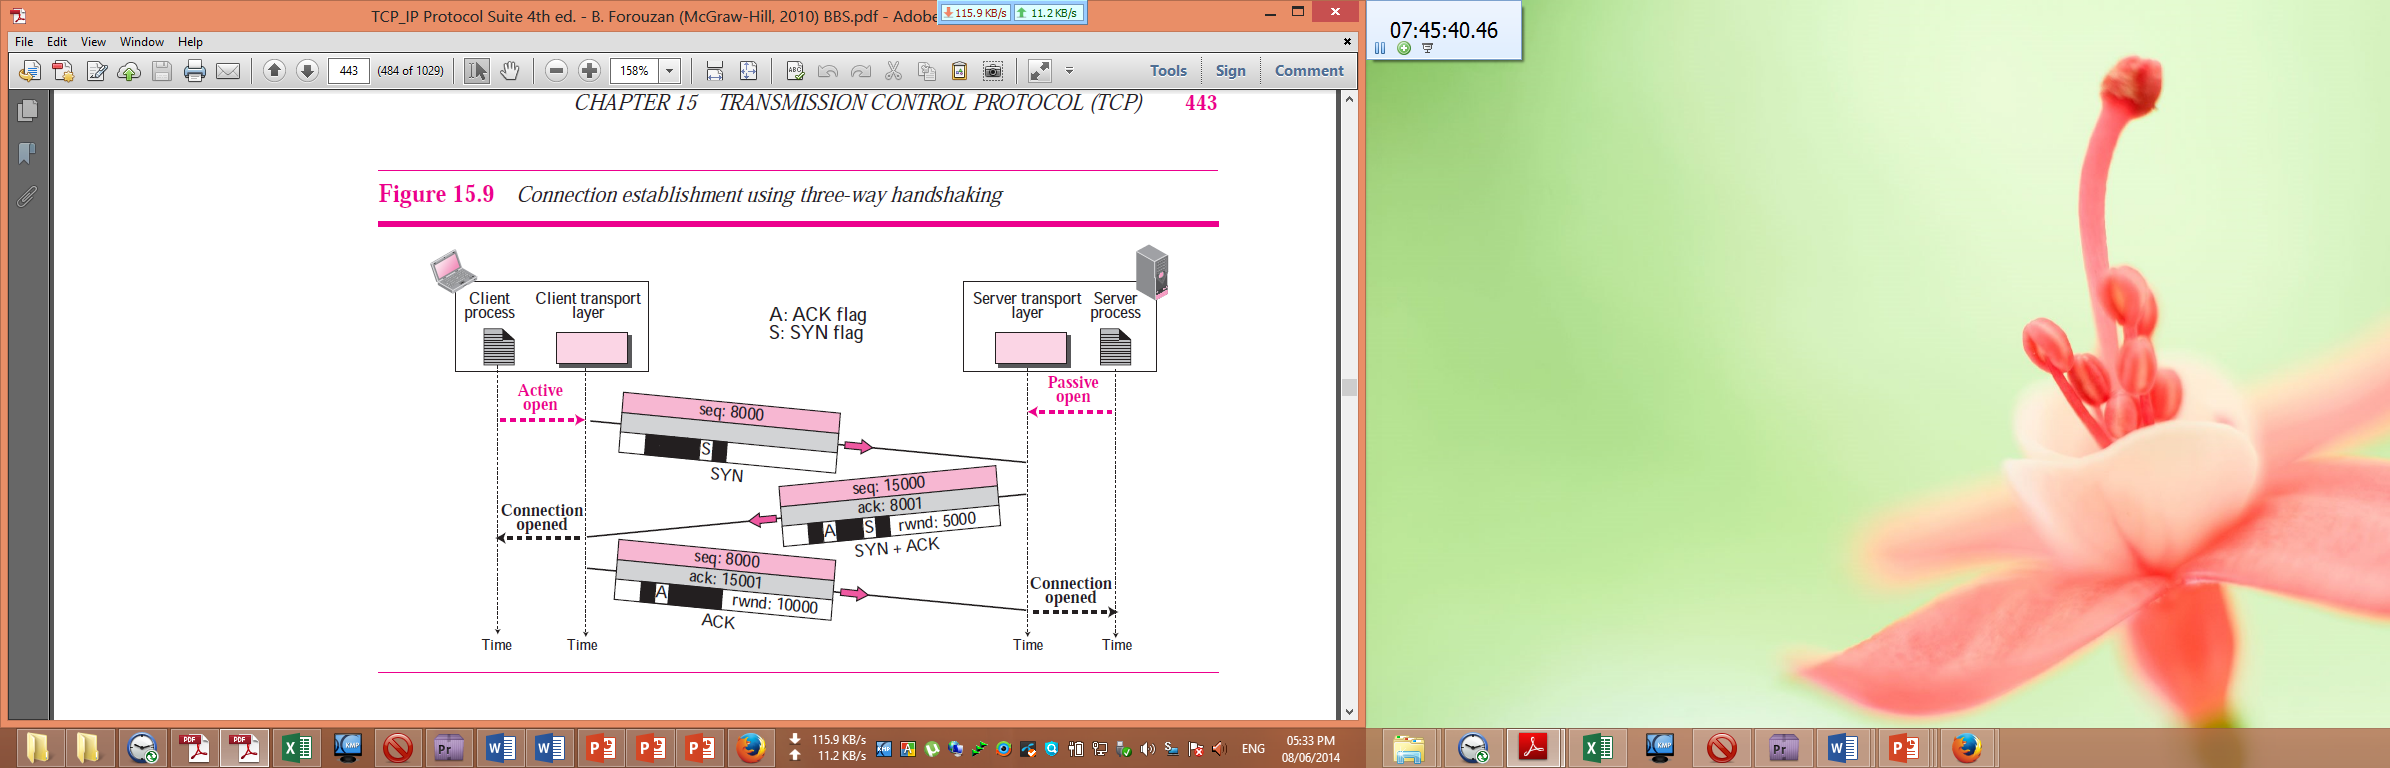 TCP_IP Protocol Suite 4th ed. - B. Forouzan (McGraw-Hill, 2010) BBS.pdf - Adobe
115.9 KB/s 11.2 KB/s
07:45:40.46
File Edit View Window Help
443 (484 of 1029) 158% Tools Sign Comment
CHAPTER 15 TRANSMISSION CONTROL PROTOCOL (TCP) 443
Figure 15.9 Connection establishment using three-way handshaking
Client process
Client transport layer
A: ACK flag
S: SYN flag
Server transport layer
Server process
Active open
Passive open
seq: 8000
S
SYN
seq: 15000
ack: 8001
A S rwnd: 5000
SYN + ACK
Connection opened
seq: 8000
ack: 15001
A rwnd: 10000
ACK
Connection opened
Time Time Time Time
115.9 KB/s
11.2 KB/s
ENG
05:33 PM
08/06/2014